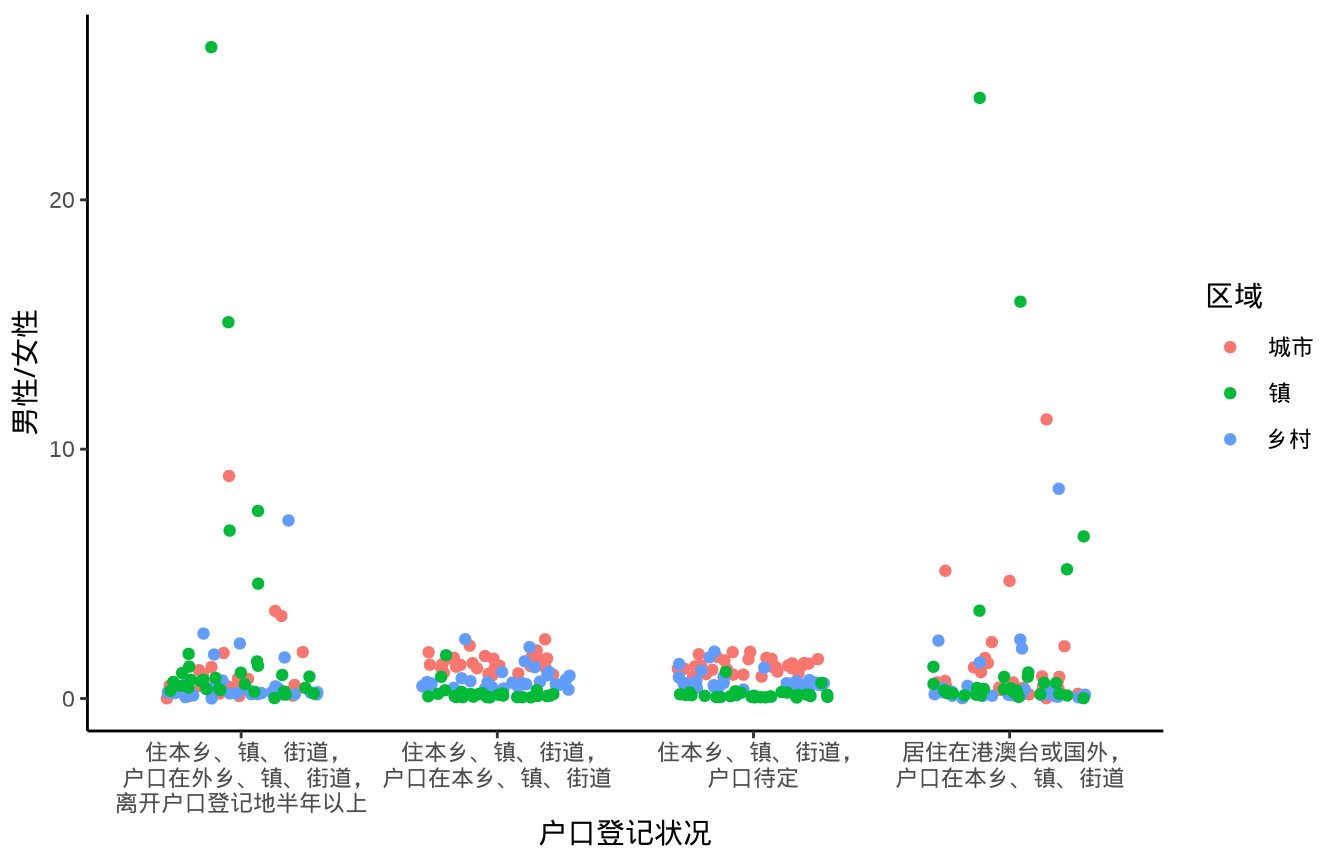 20
10
0
男性/女性
住本乡、镇、街道，
户口在外乡、镇、街道，
离开户口登记地半年以上
住本乡、镇、街道，
户口在本乡、镇、街道
住本乡、镇、街道，
户口待定
居住在港澳台或国外，
户口在本乡、镇、街道
户口登记状况
区域
城市
镇
乡村